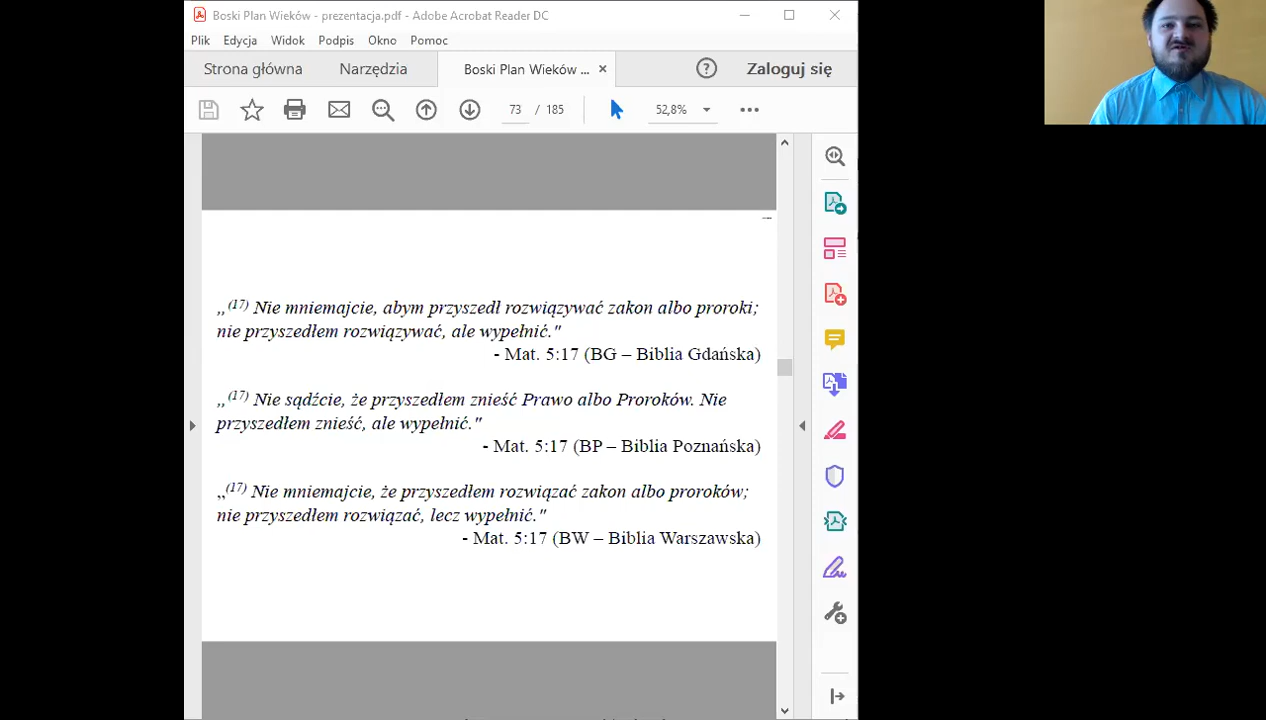 Boski Plan Wieków - prezentacja.pdf - Adobe Acrobat Reader DC
Plik Edycja Widok Podpis Okno Pomoc
Strona główna Narzędzia Boski Plan Wieków ... × ? Zaloguj się
73 / 185 52,8%
„(17) Nie mniemajcie, abym przyszedł rozwiązywać zakon albo proroki;
nie przyszedłem rozwiązywać, ale wypełnić."
- Mat. 5:17 (BG – Biblia Gdańska)
„(17) Nie sądźcie, że przyszedłem znieść Prawo albo Proroków. Nie
przyszedłem znieść, ale wypełnić."
- Mat. 5:17 (BP – Biblia Poznańska)
„(17) Nie mniemajcie, że przyszedłem rozwiązać zakon albo proroków;
nie przyszedłem rozwiązać, lecz wypełnić."
- Mat. 5:17 (BW – Biblia Warszawska)